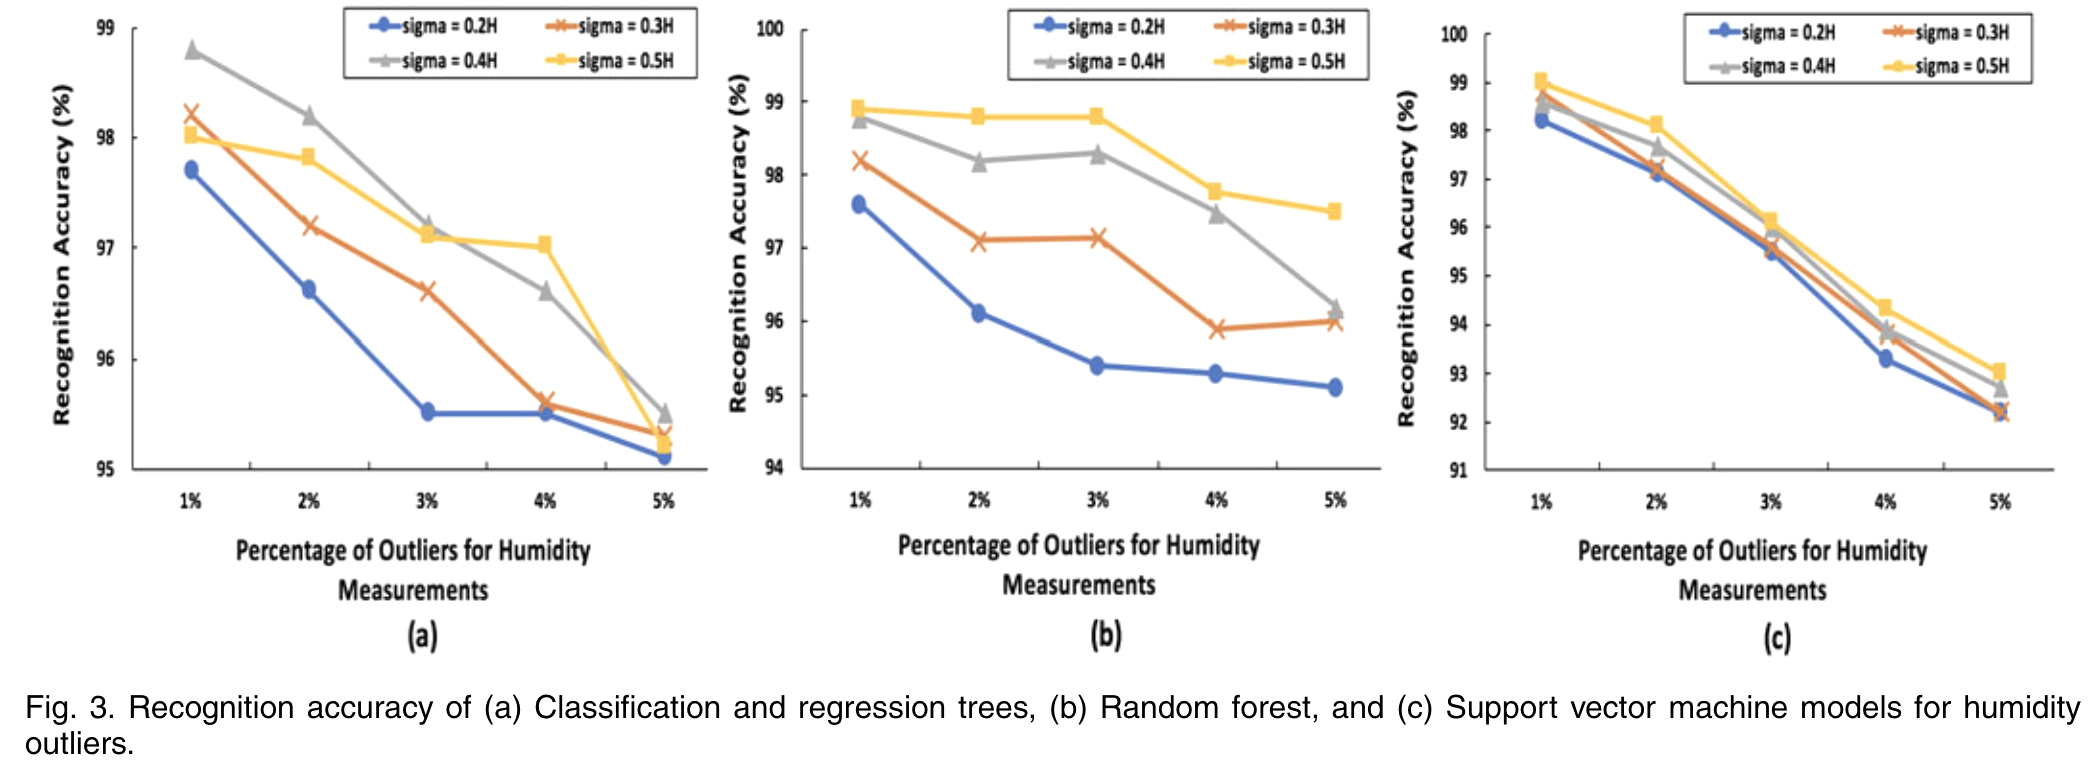 sigma = 0.2H sigma = 0.3H
sigma = 0.4H sigma = 0.5H
Recognition Accuracy (%)
99
98
97
96
95
1% 2% 3% 4% 5%
Percentage of Outliers for Humidity
Measurements
(a)
sigma = 0.2H sigma = 0.3H
sigma = 0.4H sigma = 0.5H
Recognition Accuracy (%)
100
99
98
97
96
95
94
1% 2% 3% 4% 5%
Percentage of Outliers for Humidity
Measurements
(b)
sigma = 0.2H sigma = 0.3H
sigma = 0.4H sigma = 0.5H
Recognition Accuracy (%)
100
99
98
97
96
95
94
93
92
91
1% 2% 3% 4% 5%
Percentage of Outliers for Humidity
Measurements
(c)
Fig. 3. Recognition accuracy of (a) Classification and regression trees, (b) Random forest, and (c) Support vector machine models for humidity
outliers.